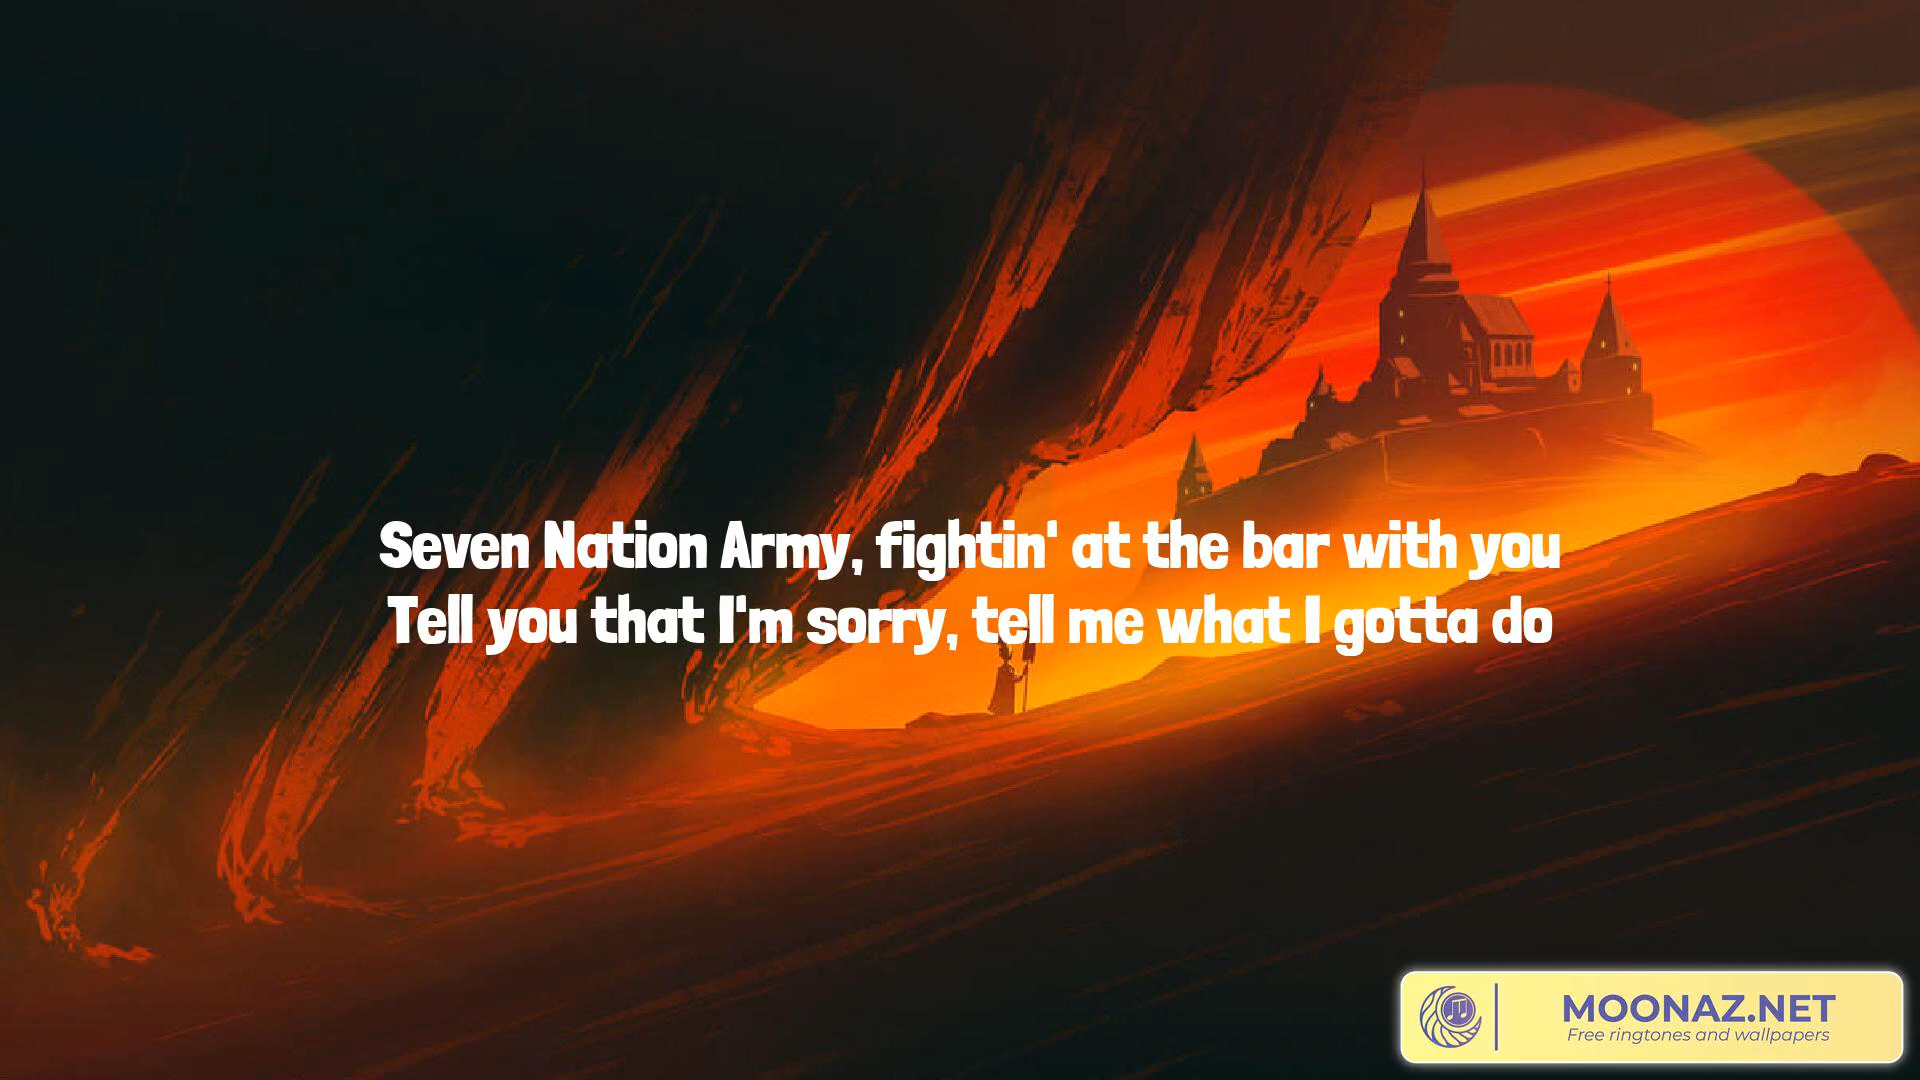 Seven Nation Army, fightin' at the bar with you
Tell you that I'm sorry, tell me what I gotta do
MOONAZ.NET
Free ringtones and wallpapers